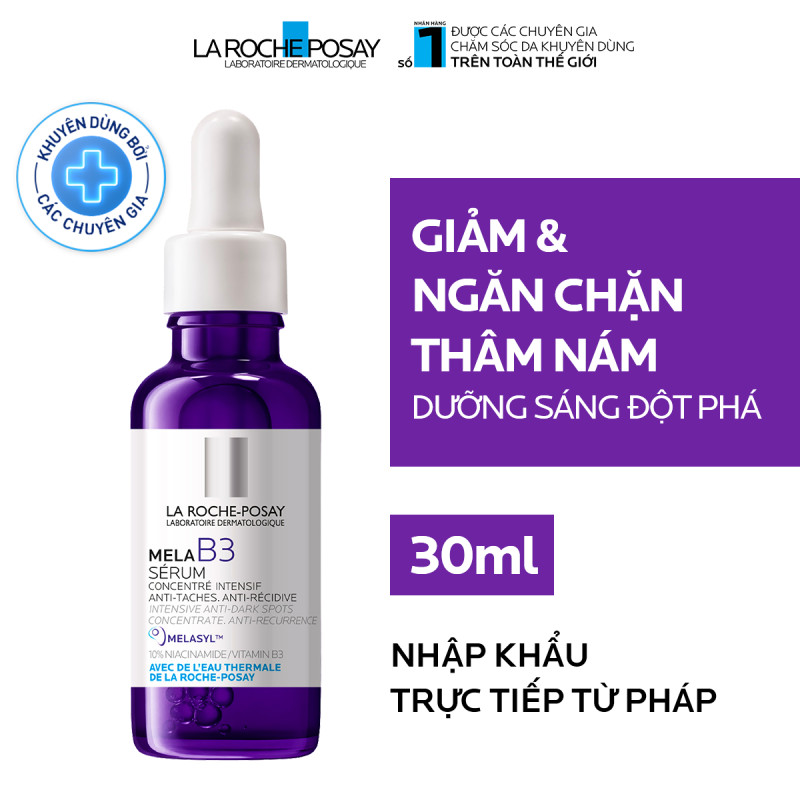 LA ROCHE POSAY
LABORATOIRE DERMATOLOGIQUE
NHÃN HÀNG
SỐ 1
ĐƯỢC CÁC CHUYÊN GIA
CHĂM SÓC DA KHUYÊN DÙNG
TRÊN TOÀN THẾ GIỚI
KHUYÊN DÙNG BỞI
CÁC CHUYÊN GIA
GIẢM &
NGĂN CHẶN
THÂM NÁM
DƯỠNG SÁNG ĐỘT PHÁ
LA ROCHE-POSAY
LABORATOIRE DERMATOLOGIQUE
MELA B3
SÉRUM
CONCENTRÉ INTENSIF
ANTI-TACHES. ANTI-RÉCIDIVE
INTENSIVE ANTI-DARK SPOTS
CONCENTRATE. ANTI-RECURRENCE
MELASYL™
10% NIACINAMIDE/VITAMIN B3
AVEC DE L'EAU THERMALE
DE LA ROCHE-POSAY
30ml
NHẬP KHẨU
TRỰC TIẾP TỪ PHÁP